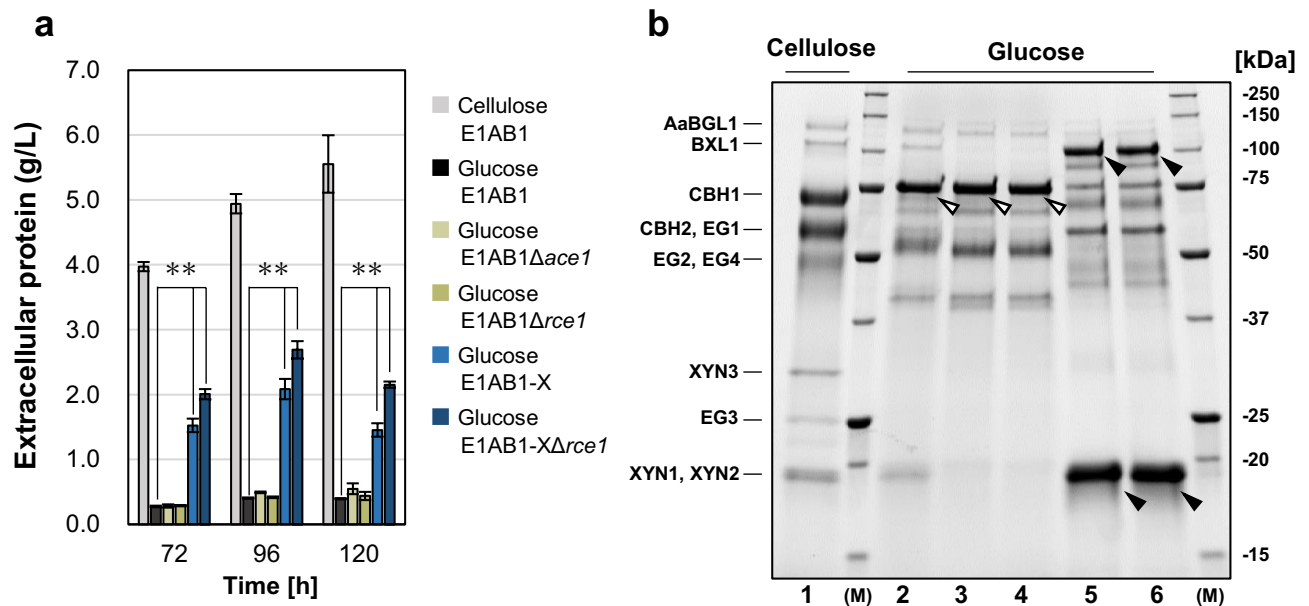 a
7.0
6.0
5.0
4.0
3.0
2.0
1.0
0.0
Extracellular protein (g/L)
**
**
**
72
96
120
Time [h]
Cellulose
E1AB1
Glucose
E1AB1
Glucose
E1AB1Δace1
Glucose
E1AB1Δrce1
Glucose
E1AB1-X
Glucose
E1AB1-XΔrce1
b
Cellulose
Glucose
[kDa]
AaBGL1
BXL1
CBH1
CBH2, EG1
EG2, EG4
XYN3
EG3
XYN1, XYN2
-250
-150
-100
-75
-50
-37
-25
-20
-15
1 (M) 2 3 4 5 6 (M)